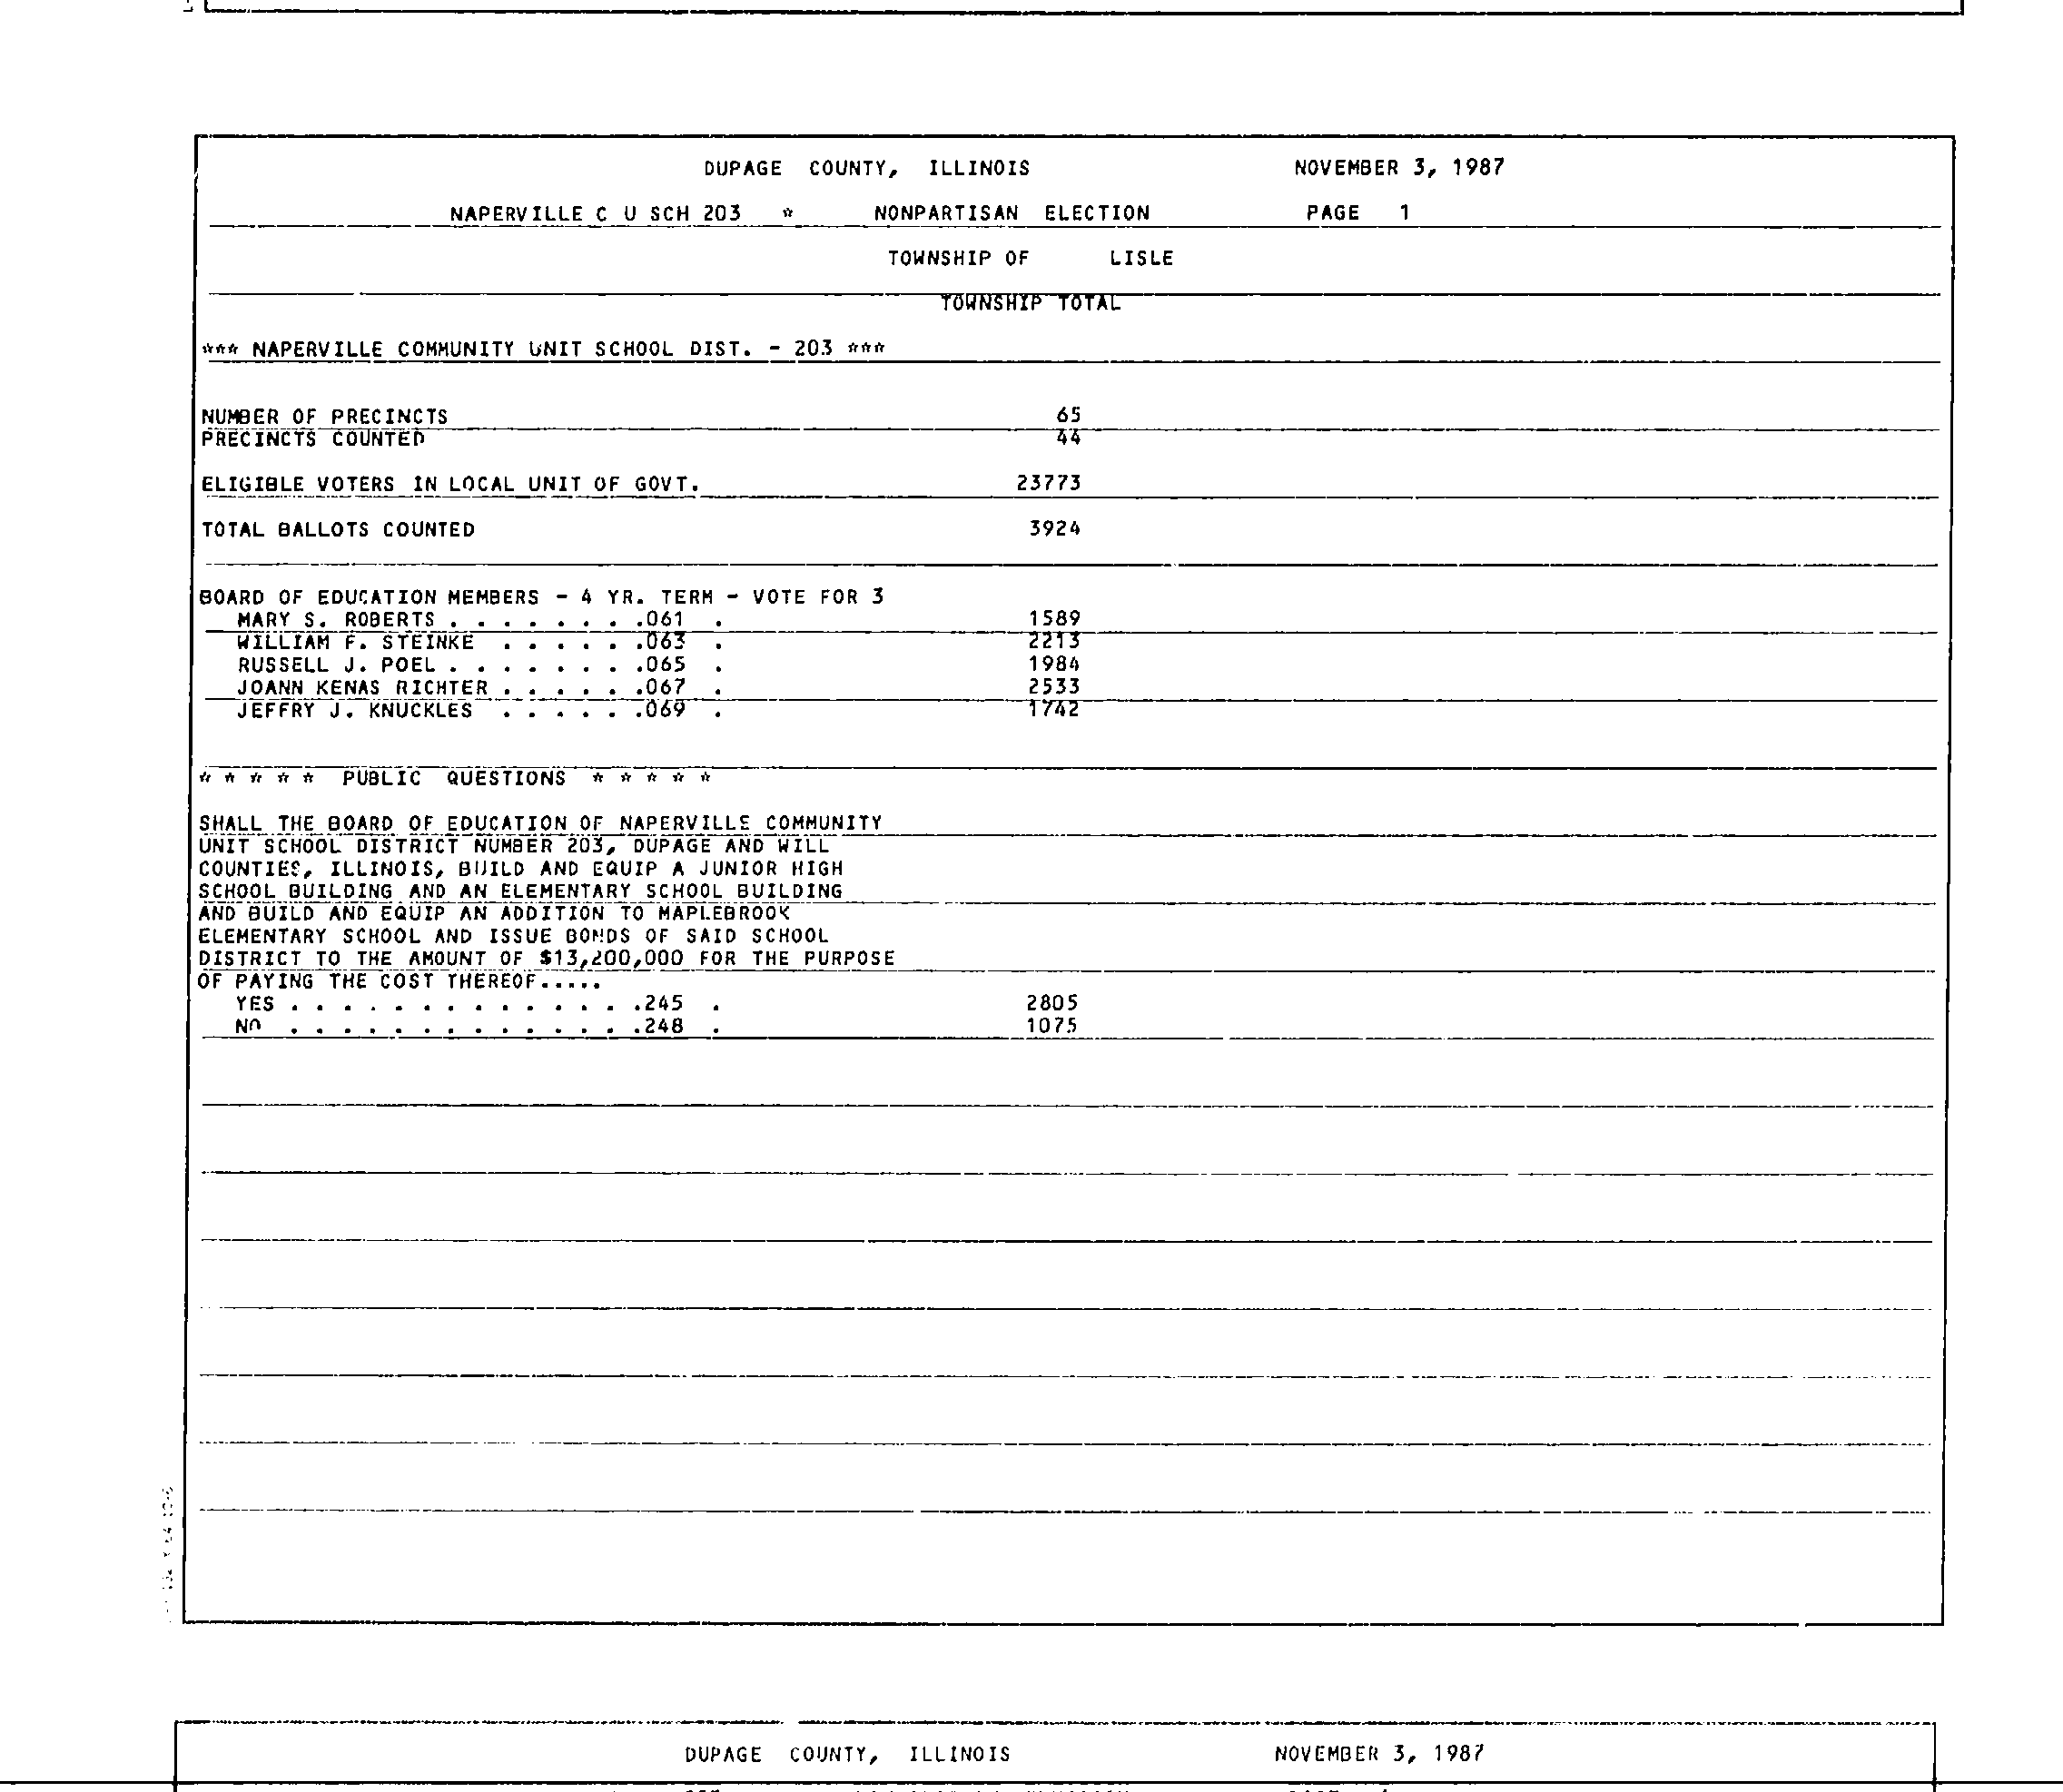 DUPAGE COUNTY, ILLINOIS NOVEMBER 3, 1987
NAPERVILLE C U SCH 203 * NONPARTISAN ELECTION PAGE 1
TOWNSHIP OF LISLE
TOWNSHIP TOTAL
*** NAPERVILLE COMMUNITY UNIT SCHOOL DIST. - 203 ***
NUMBER OF PRECINCTS 65
PRECINCTS COUNTED 44
ELIGIBLE VOTERS IN LOCAL UNIT OF GOVT. 23773
TOTAL BALLOTS COUNTED 3924
BOARD OF EDUCATION MEMBERS - 4 YR. TERM - VOTE FOR 3
MARY S. ROBERTS . . . . . . . .061 . 1589
WILLIAM F. STEINKE . . . . . .063 . 2213
RUSSELL J. POEL . . . . . . . .065 . 1984
JOANN KENAS RICHTER . . . . . .067 . 2533
JEFFRY J. KNUCKLES . . . . . .069 . 1742
* * * * * PUBLIC QUESTIONS * * * * *
SHALL THE BOARD OF EDUCATION OF NAPERVILLE COMMUNITY
UNIT SCHOOL DISTRICT NUMBER 203, DUPAGE AND WILL
COUNTIES, ILLINOIS, BUILD AND EQUIP A JUNIOR HIGH
SCHOOL BUILDING AND AN ELEMENTARY SCHOOL BUILDING
AND BUILD AND EQUIP AN ADDITION TO MAPLEBROOK
ELEMENTARY SCHOOL AND ISSUE BONDS OF SAID SCHOOL
DISTRICT TO THE AMOUNT OF $13,200,000 FOR THE PURPOSE
OF PAYING THE COST THEREOF.....
YES . . . . . . . . . . . . . .245 . 2805
NO . . . . . . . . . . . . . .248 . 1075
DUPAGE COUNTY, ILLINOIS NOVEMBER 3, 1987